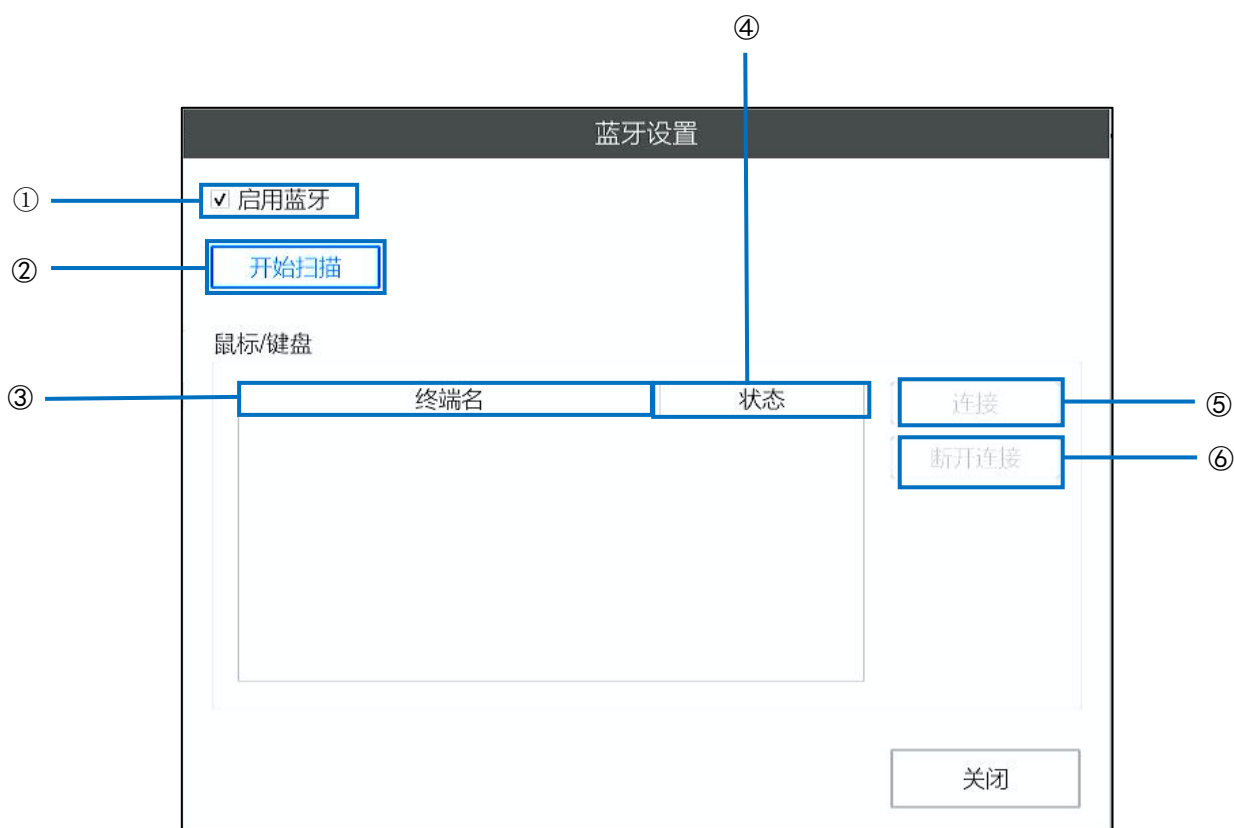 ④
蓝牙设置
① 启用蓝牙
② 开始扫描
鼠标/键盘
③ 终端名 状态 连接 ⑤
断开连接 ⑥
关闭